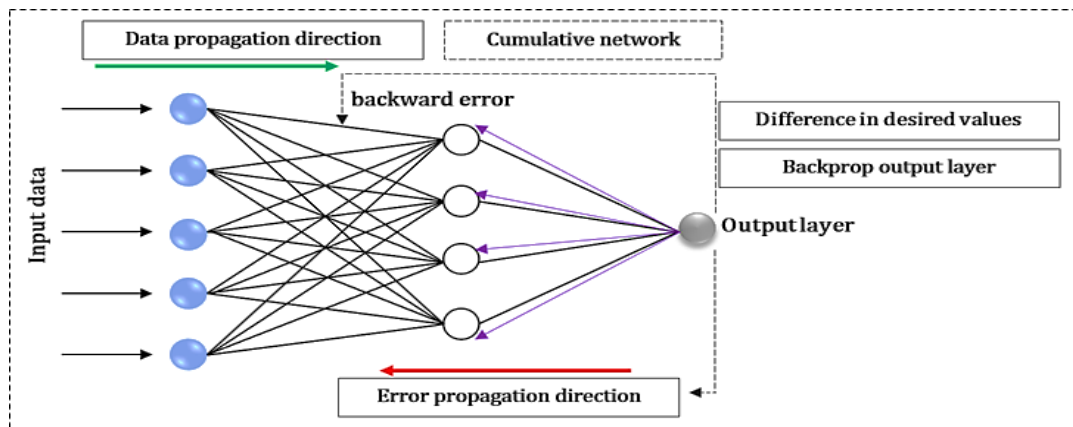 Data propagation direction
Cumulative network
backward error
Difference in desired values
Backprop output layer
Input data
Output layer
Error propagation direction